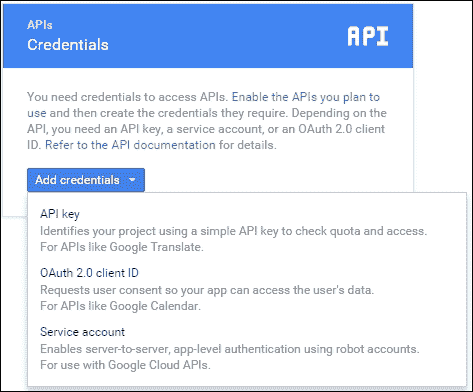 APIs
Credentials
API
You need credentials to access APIs. Enable the APIs you plan to
use and then create the credentials they require. Depending on the
API, you need an API key, a service account, or an OAuth 2.0 client
ID. Refer to the API documentation for details.
Add credentials
API key
Identifies your project using a simple API key to check quota and access.
For APIs like Google Translate.
OAuth 2.0 client ID
Requests user consent so your app can access the user's data.
For APIs like Google Calendar.
Service account
Enables server-to-server, app-level authentication using robot accounts.
For use with Google Cloud APIs.